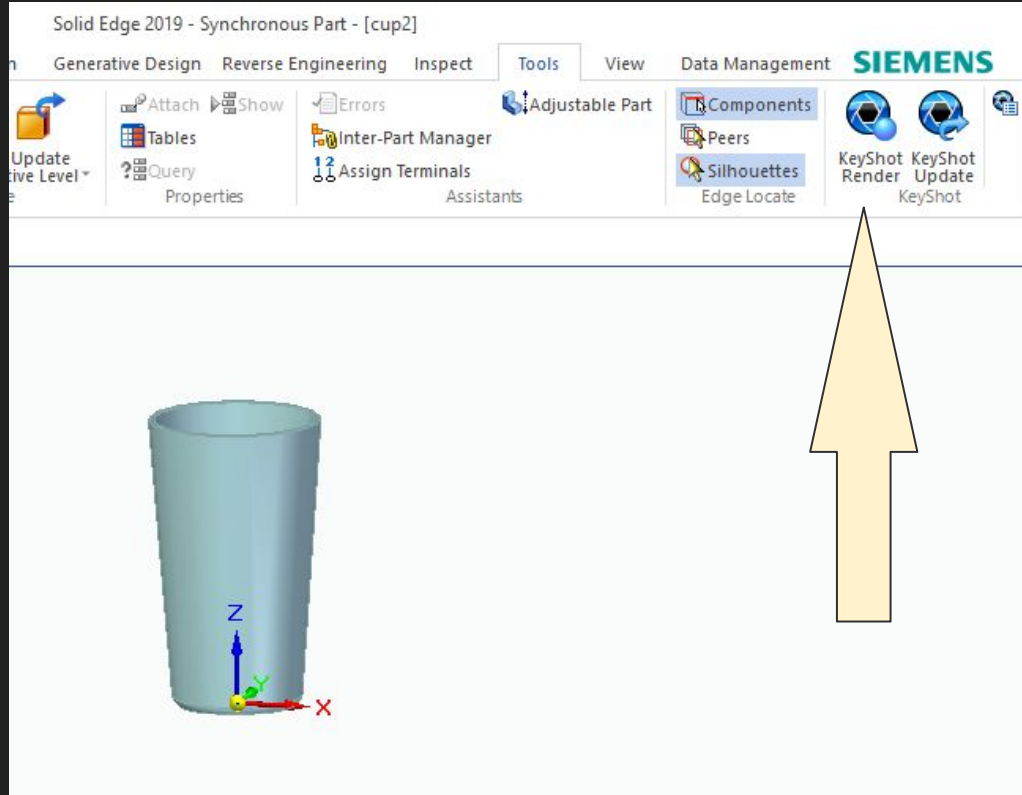 Solid Edge 2019 - Synchronous Part - [cup2]
Generative Design Reverse Engineering Inspect Tools View Data Management SIEMENS
Attach Show Errors Adjustable Part Components
Tables Inter-Part Manager Peers
Update
tive Level Query 12 Assign Terminals Silhouettes KeyShot Render KeyShot Update
Properties Assistants Edge Locate KeyShot
Z
Y
X